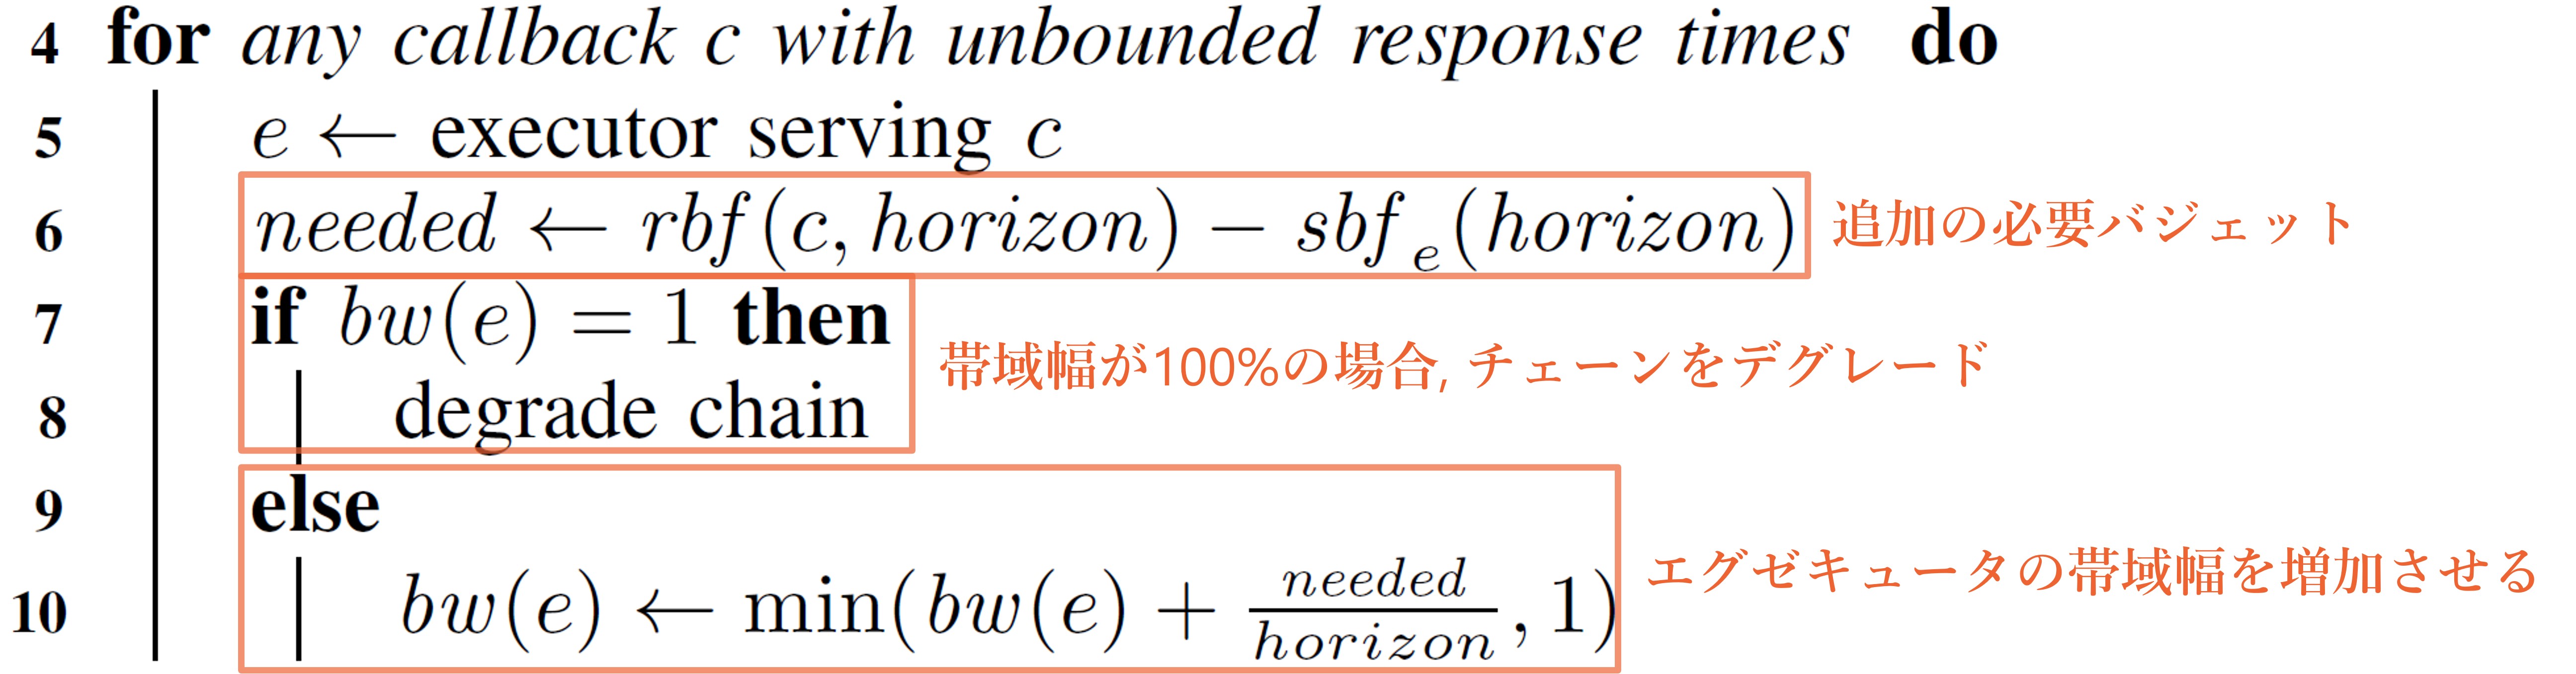 4 for any callback c with unbounded response times do
5 e ← executor serving c
6 needed ← rbf(c, horizon) − sbf_e(horizon) 追加の必要バジェット
7 if bw(e) = 1 then
帯域幅が100%の場合, チェーンをデグレード
8 degrade chain
9 else
エグゼキュータの帯域幅を増加させる
10 bw(e) ← min(bw(e) + needed/horizon, 1)